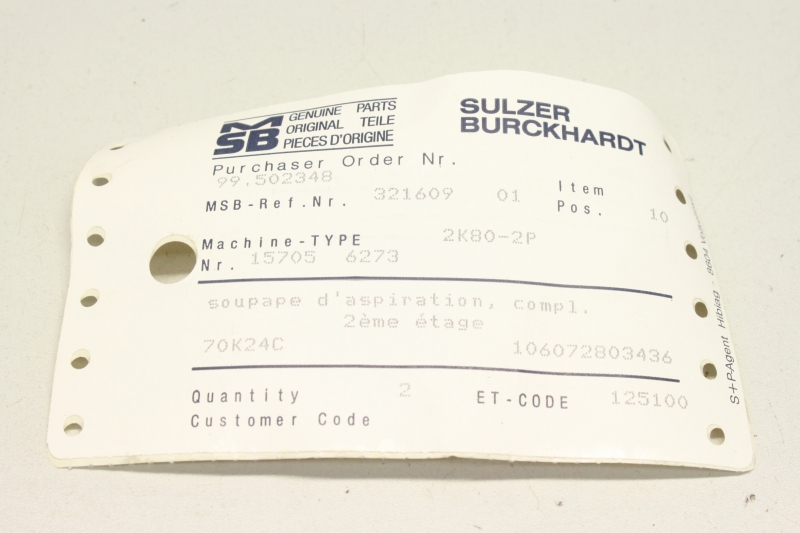 MSB
GENUINE PARTS
ORIGINAL TEILE
PIECES D'ORIGINE
SULZER
BURCKHARDT
Purchaser Order Nr.
99.502348
MSB-Ref.Nr. 321609 01 Item
Pos. 10
Machine-TYPE 2K80-2P
Nr. 15705 6273
soupape d'aspiration, compl.
2ème étage
70K24C 106072803436
Quantity 2 ET-CODE 125100
Customer Code
S+P-Agent Hiblag - 8604